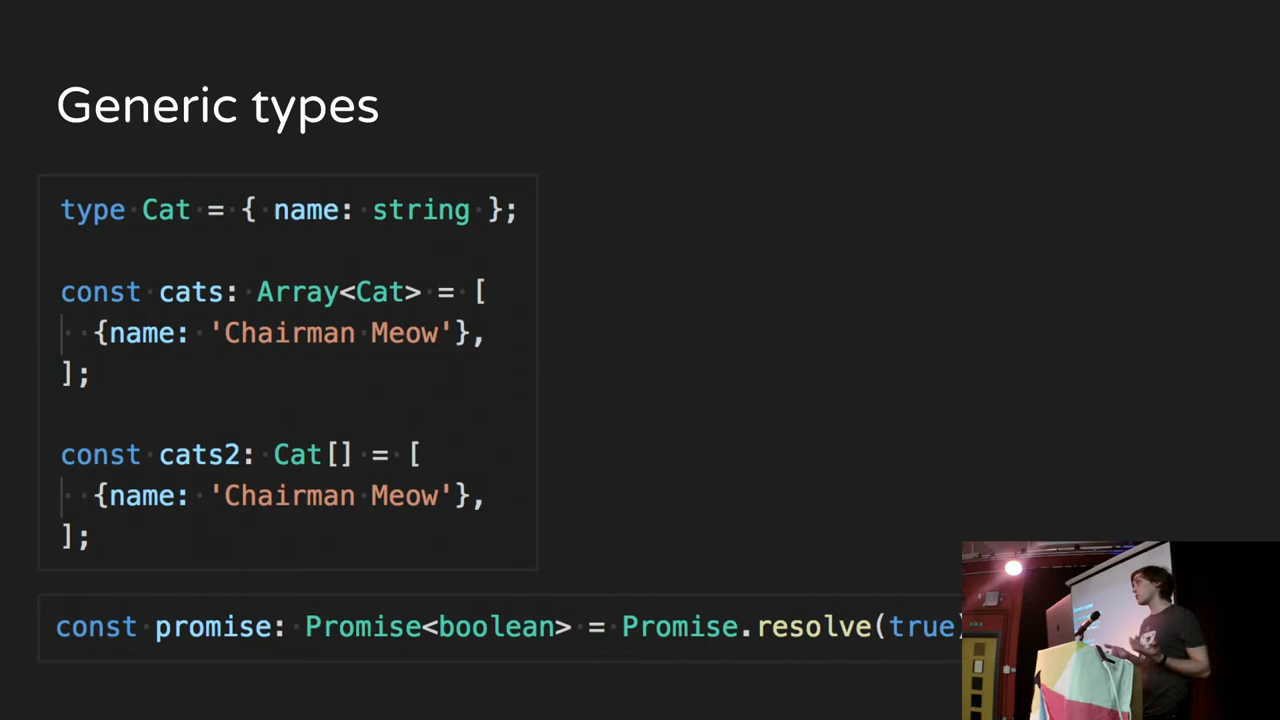 Generic types
type Cat = { name: string };
const cats: Array<Cat> = [
{name: 'Chairman Meow'},
];
const cats2: Cat[] = [
{name: 'Chairman Meow'},
];
const promise: Promise<boolean> = Promise.resolve(true)